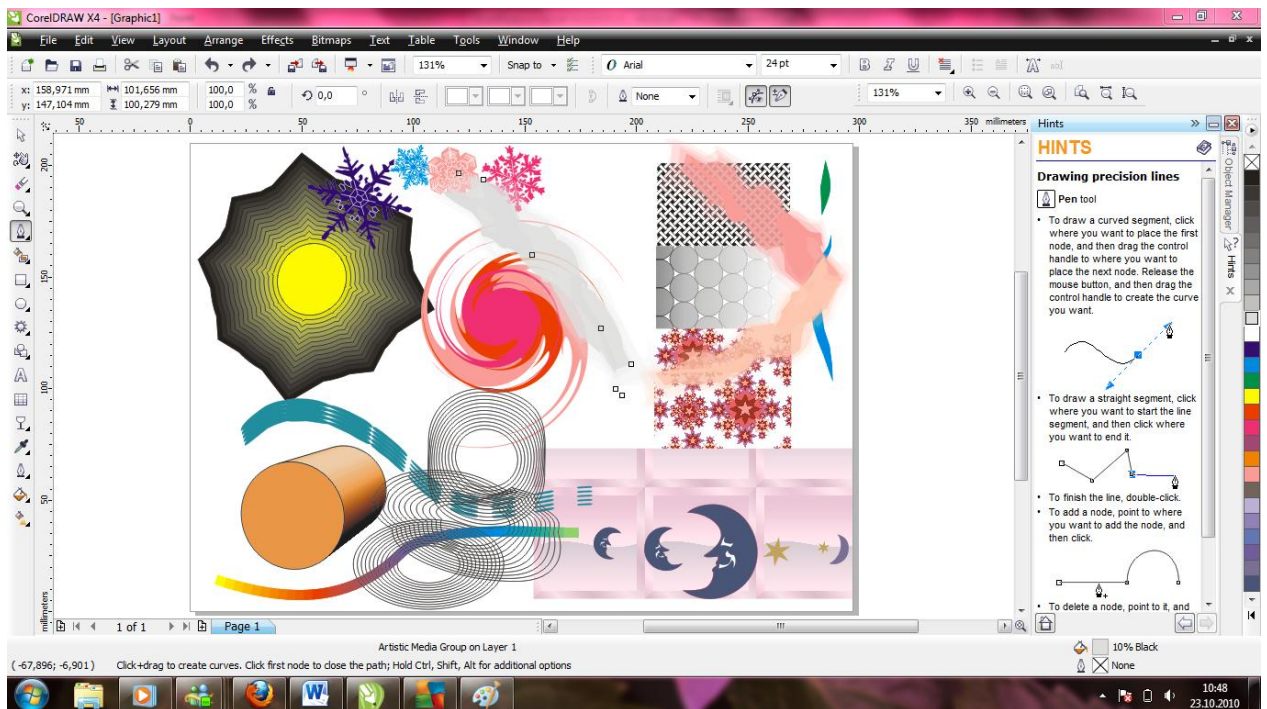 CorelDRAW X4 - [Graphic1]
File Edit View Layout Arrange Effects Bitmaps Text Table Tools Window Help
131% Snap to Arial 24 pt
x: 158,971 mm 101,656 mm 100,0 % 0,0 ° None 131%
y: 147,104 mm 100,279 mm 100,0 %
50 0 50 100 150 200 250 300 350 millimeters
200
150
100
50
millimeters
Hints
HINTS
Drawing precision lines
Pen tool
• To draw a curved segment, click
where you want to place the first
node, and then drag the control
handle to where you want to
place the next node. Release the
mouse button, and then drag the
control handle to create the curve
you want.
• To draw a straight segment, click
where you want to start the line
segment, and then click where
you want to end it.
• To finish the line, double-click.
• To add a node, point to where
you want to add the node, and
then click.
• To delete a node, point to it, and
Object Manager
Hints
1 of 1 Page 1
Artistic Media Group on Layer 1
10% Black
( -67,896; -6,901 ) Click+drag to create curves. Click first node to close the path; Hold Ctrl, Shift, Alt for additional options
None
10:48
23.10.2010